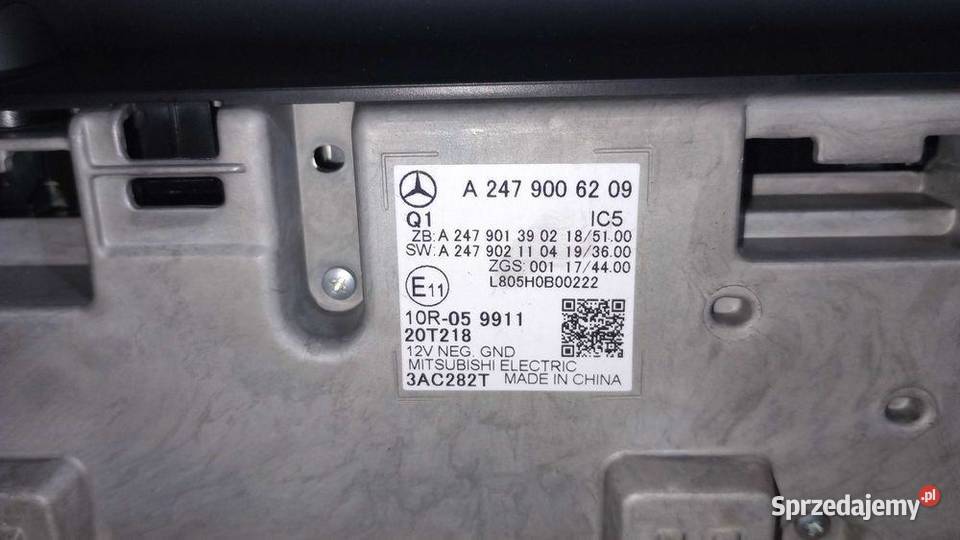 A 247 900 62 09
Q1 IC5
ZB: A 247 901 39 02 18/51.00
SW: A 247 902 11 04 19/36.00
ZGS: 001 17/44.00
L805H0B00222
E11
10R-05 9911
20T218
12V NEG. GND
MITSUBISHI ELECTRIC
3AC282T MADE IN CHINA
Sprzedajemy.pl